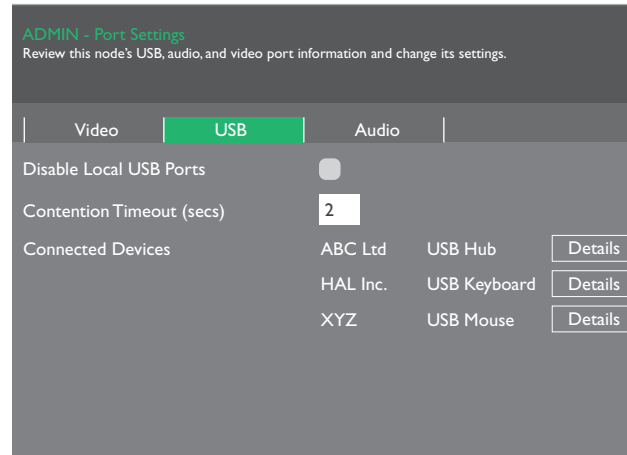 ADMIN - Port Settings
Review this node's USB, audio, and video port information and change its settings.
Video USB Audio
Disable Local USB Ports
Contention Timeout (secs) 2
Connected Devices ABC Ltd USB Hub Details
HAL Inc. USB Keyboard Details
XYZ USB Mouse Details